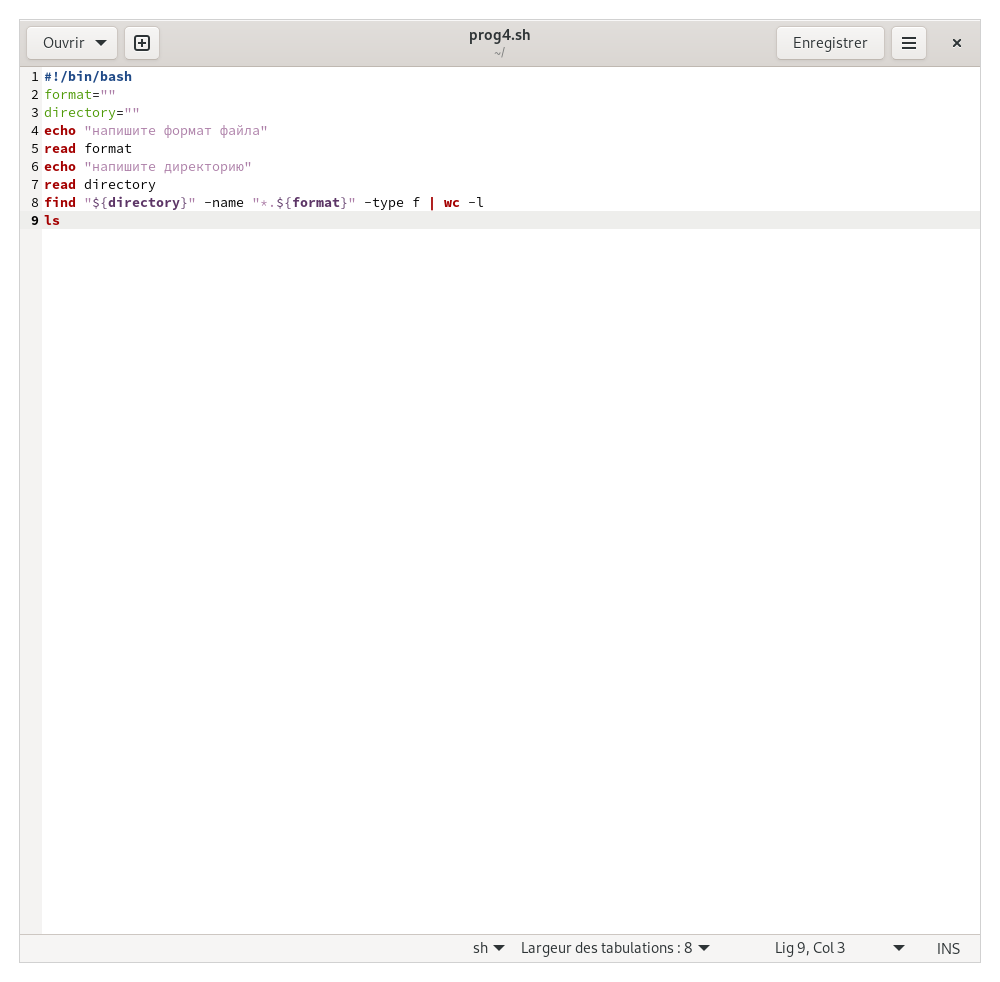 Ouvrir
prog4.sh
~/
Enregistrer
1 #!/bin/bash
2 format=""
3 directory=""
4 echo "напишите формат файла"
5 read format
6 echo "напишите директорию"
7 read directory
8 find "${directory}" -name "*.${format}" -type f | wc -l
9 ls
sh
Largeur des tabulations : 8
Lig 9, Col 3
INS